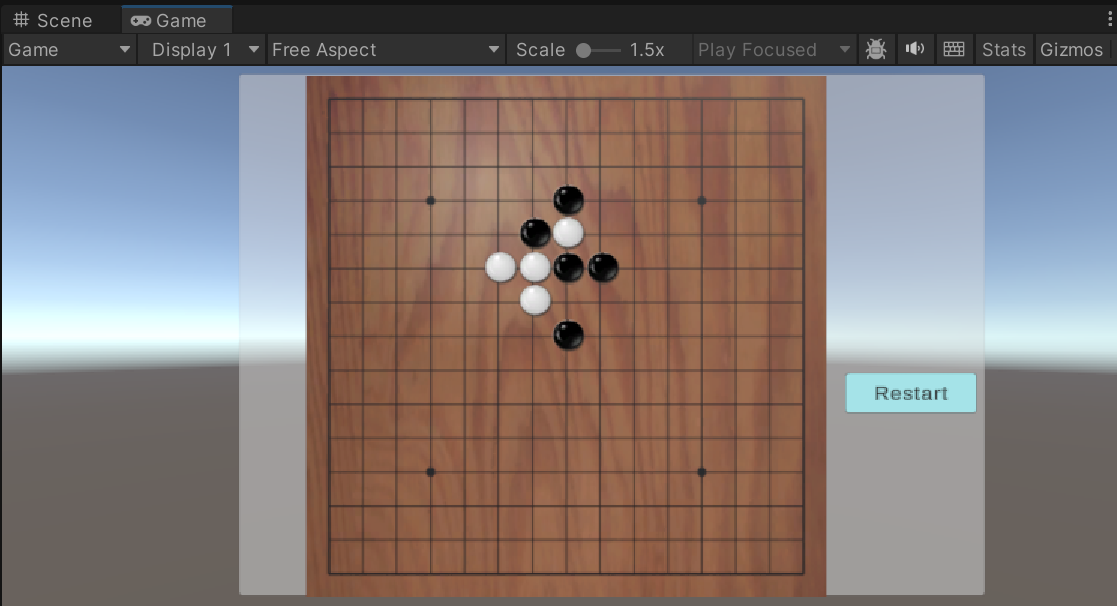 Scene Game
Game Display 1 Free Aspect Scale 1.5x Play Focused Stats Gizmos
Restart